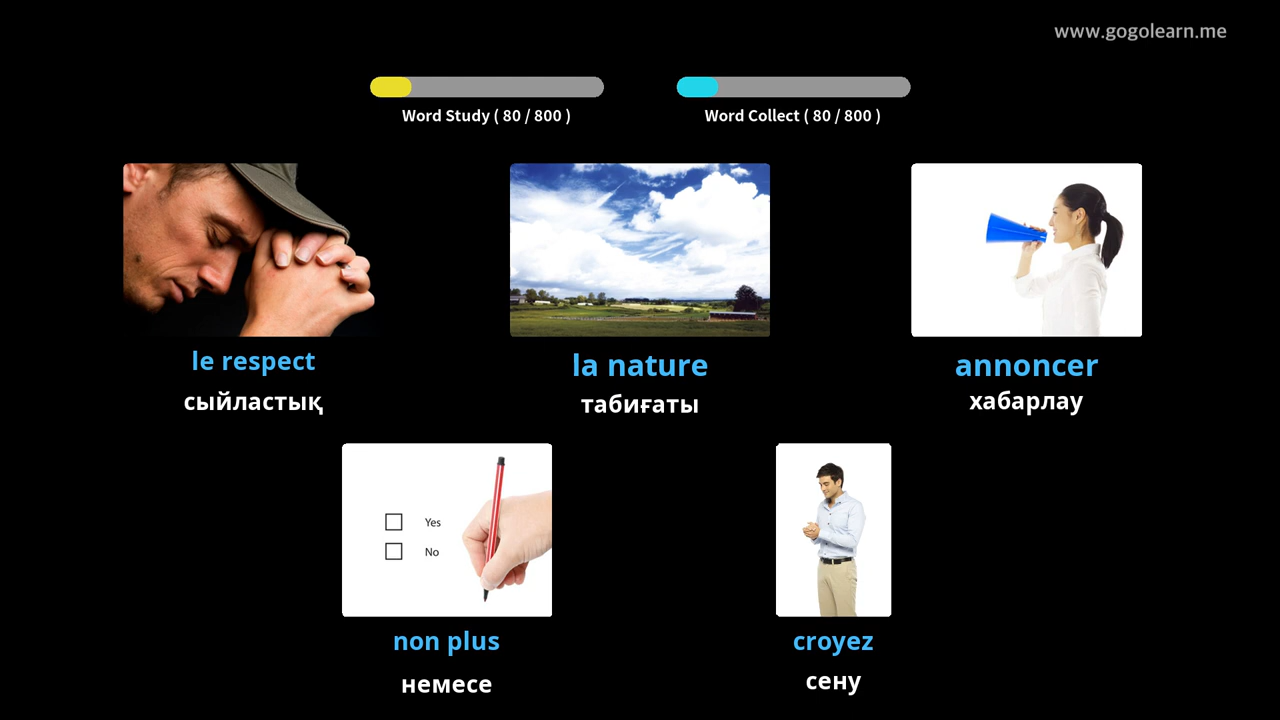 www.gogolearn.me
Word Study ( 80 / 800 )
Word Collect ( 80 / 800 )
le respect
la nature
annoncer
сыйластық
табиғаты
хабарлау
Yes
No
non plus
croyez
немесе
сену